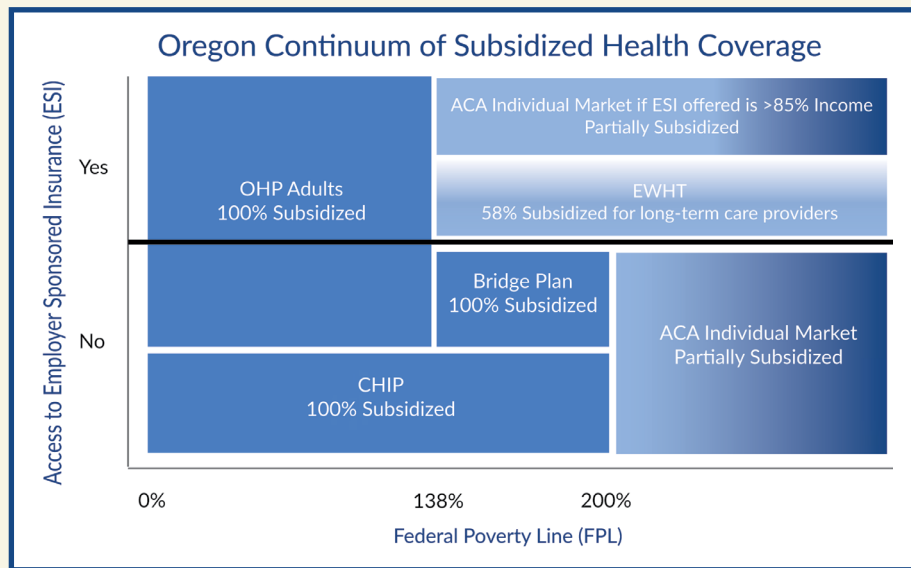 Oregon Continuum of Subsidized Health Coverage
Access to Employer Sponsored Insurance (ESI)
Yes
No
OHP Adults
100% Subsidized
ACA Individual Market if ESI offered is >85% Income
Partially Subsidized
EWHT
58% Subsidized for long-term care providers
Bridge Plan
100% Subsidized
ACA Individual Market
Partially Subsidized
CHIP
100% Subsidized
0%
138%
200%
Federal Poverty Line (FPL)